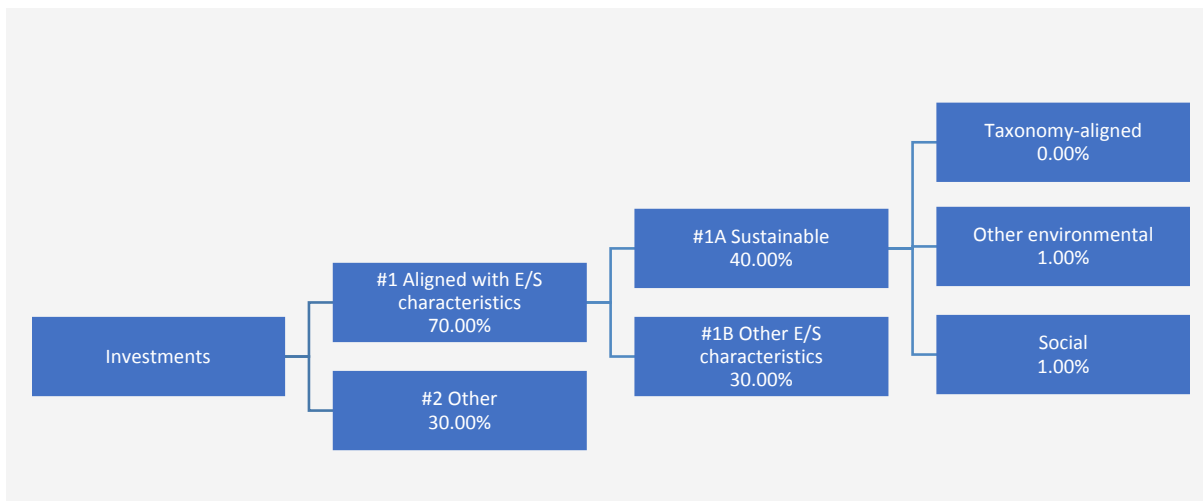 Investments
#1 Aligned with E/S
characteristics
70.00%
#2 Other
30.00%
#1A Sustainable
40.00%
#1B Other E/S
characteristics
30.00%
Taxonomy-aligned
0.00%
Other environmental
1.00%
Social
1.00%